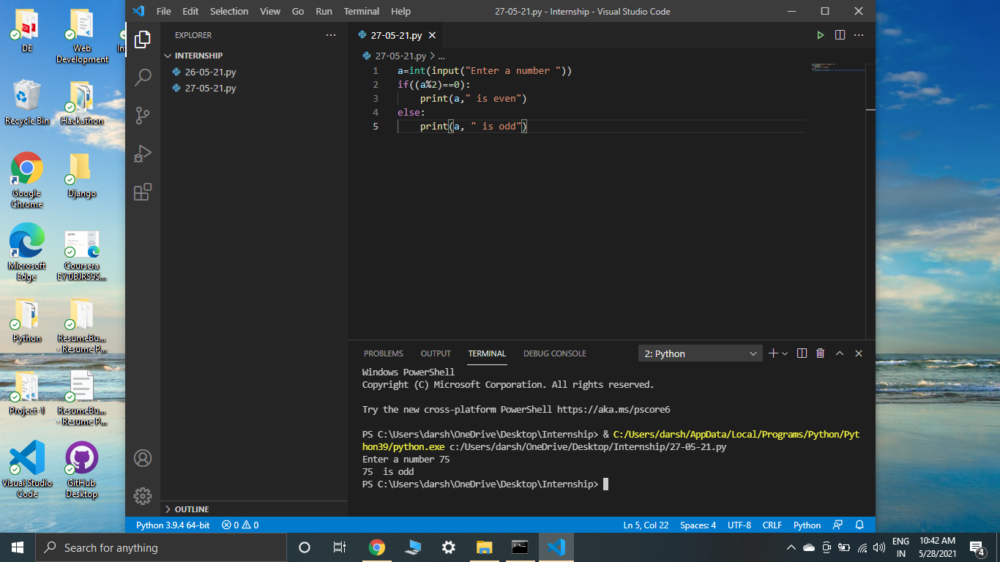 File Edit Selection View Go Run Terminal Help
27-05-21.py - Internship - Visual Studio Code
DE
Web Development
Recycle Bin
Hackathon
Google Chrome
Django
Microsoft Edge
Coursera
Python
ResumeBu... - Resume P...
Project-1
ResumeBu... - Resume P...
Visual Studio Code
GitHub Desktop
EXPLORER
INTERNSHIP
26-05-21.py
27-05-21.py
OUTLINE
27-05-21.py
27-05-21.py > ...
1 a=int(input("Enter a number "))
2 if((a%2)==0):
3     print(a," is even")
4 else:
5     print(a, " is odd")
PROBLEMS OUTPUT TERMINAL DEBUG CONSOLE 2: Python
Windows PowerShell
Copyright (C) Microsoft Corporation. All rights reserved.
Try the new cross-platform PowerShell https://aka.ms/pscore6
PS C:\Users\darsh\OneDrive\Desktop\Internship> & C:/Users/darsh/AppData/Local/Programs/Python/Pyt
hon39/python.exe c:/Users/darsh/OneDrive/Desktop/Internship/27-05-21.py
Enter a number 75
75  is odd
PS C:\Users\darsh\OneDrive\Desktop\Internship>
Python 3.9.4 64-bit 0 0 Ln 5, Col 22 Spaces: 4 UTF-8 CRLF Python
Search for anything
ENG
IN
10:42 AM
5/28/2021
4